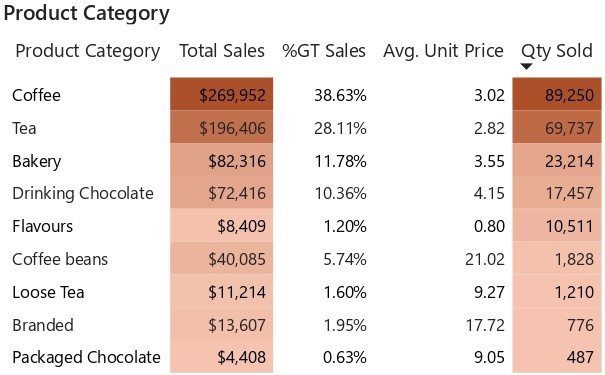 Product Category
Product Category Total Sales %GT Sales Avg. Unit Price Qty Sold
Coffee $269,952 38.63% 3.02 89,250
Tea $196,406 28.11% 2.82 69,737
Bakery $82,316 11.78% 3.55 23,214
Drinking Chocolate $72,416 10.36% 4.15 17,457
Flavours $8,409 1.20% 0.80 10,511
Coffee beans $40,085 5.74% 21.02 1,828
Loose Tea $11,214 1.60% 9.27 1,210
Branded $13,607 1.95% 17.72 776
Packaged Chocolate $4,408 0.63% 9.05 487